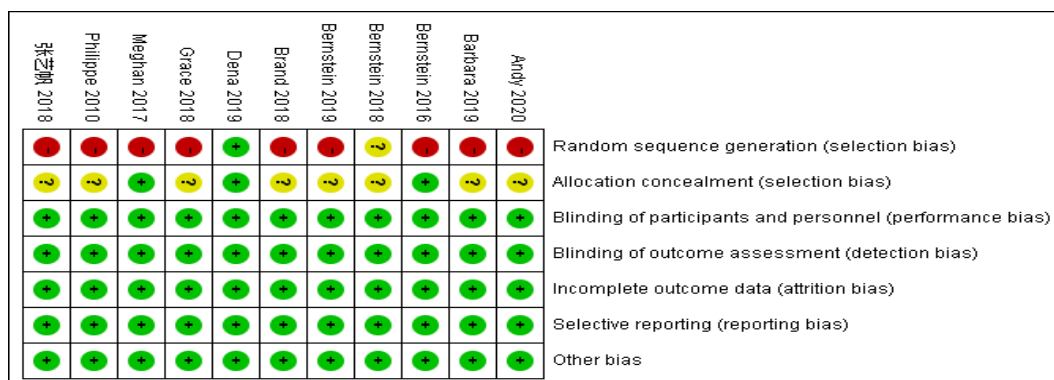 张艺帆 2018
Philippe 2010
Meghan 2017
Grace 2018
Dena 2019
Brand 2018
Bernstein 2019
Bernstein 2018
Bernstein 2016
Barbara 2019
Andy 2020
- - - - + - - ? - - - Random sequence generation (selection bias)
? ? + ? + ? ? ? + ? ? Allocation concealment (selection bias)
+ + + + + + + + + + + Blinding of participants and personnel (performance bias)
+ + + + + + + + + + + Blinding of outcome assessment (detection bias)
+ + + + + + + + + + + Incomplete outcome data (attrition bias)
+ + + + + + + + + + + Selective reporting (reporting bias)
+ + + + + + + + + + + Other bias